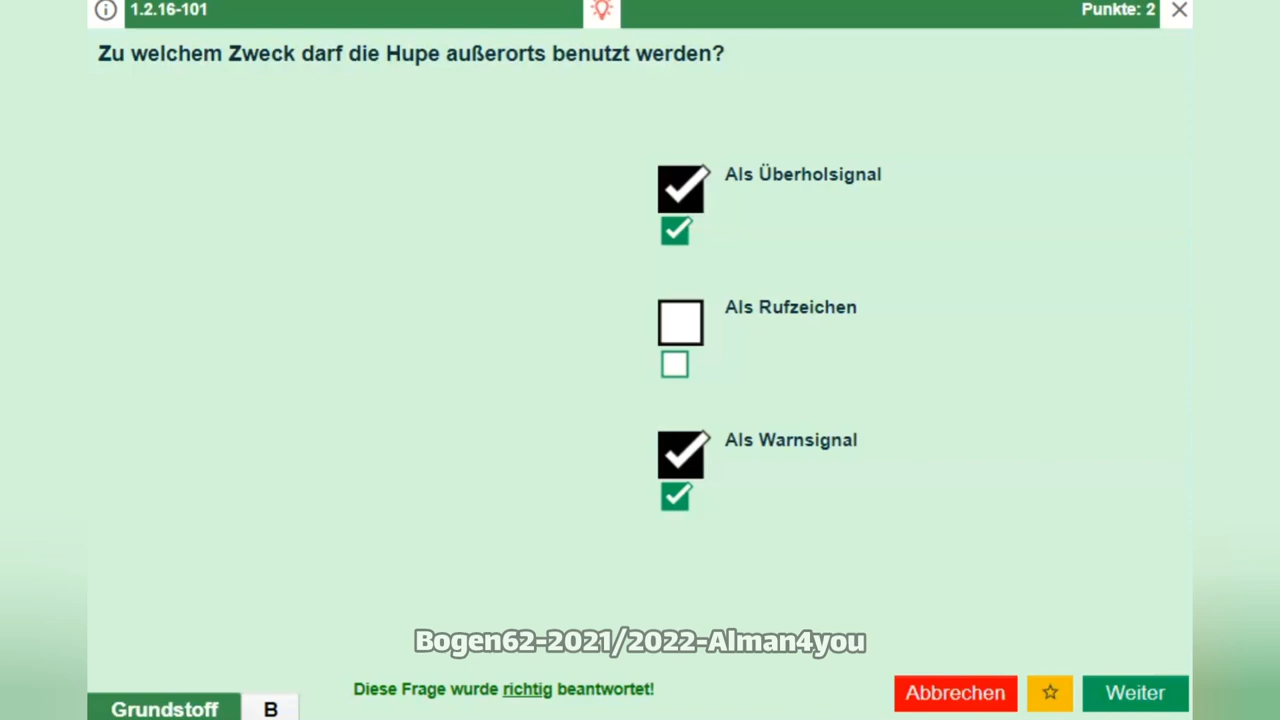 1.2.16-101
Punkte: 2
Zu welchem Zweck darf die Hupe außerorts benutzt werden?
Als Überholsignal
Als Rufzeichen
Als Warnsignal
Bogen62-2021/2022-Alman4you
Diese Frage wurde richtig beantwortet!
Abbrechen
Weiter
Grundstoff
B